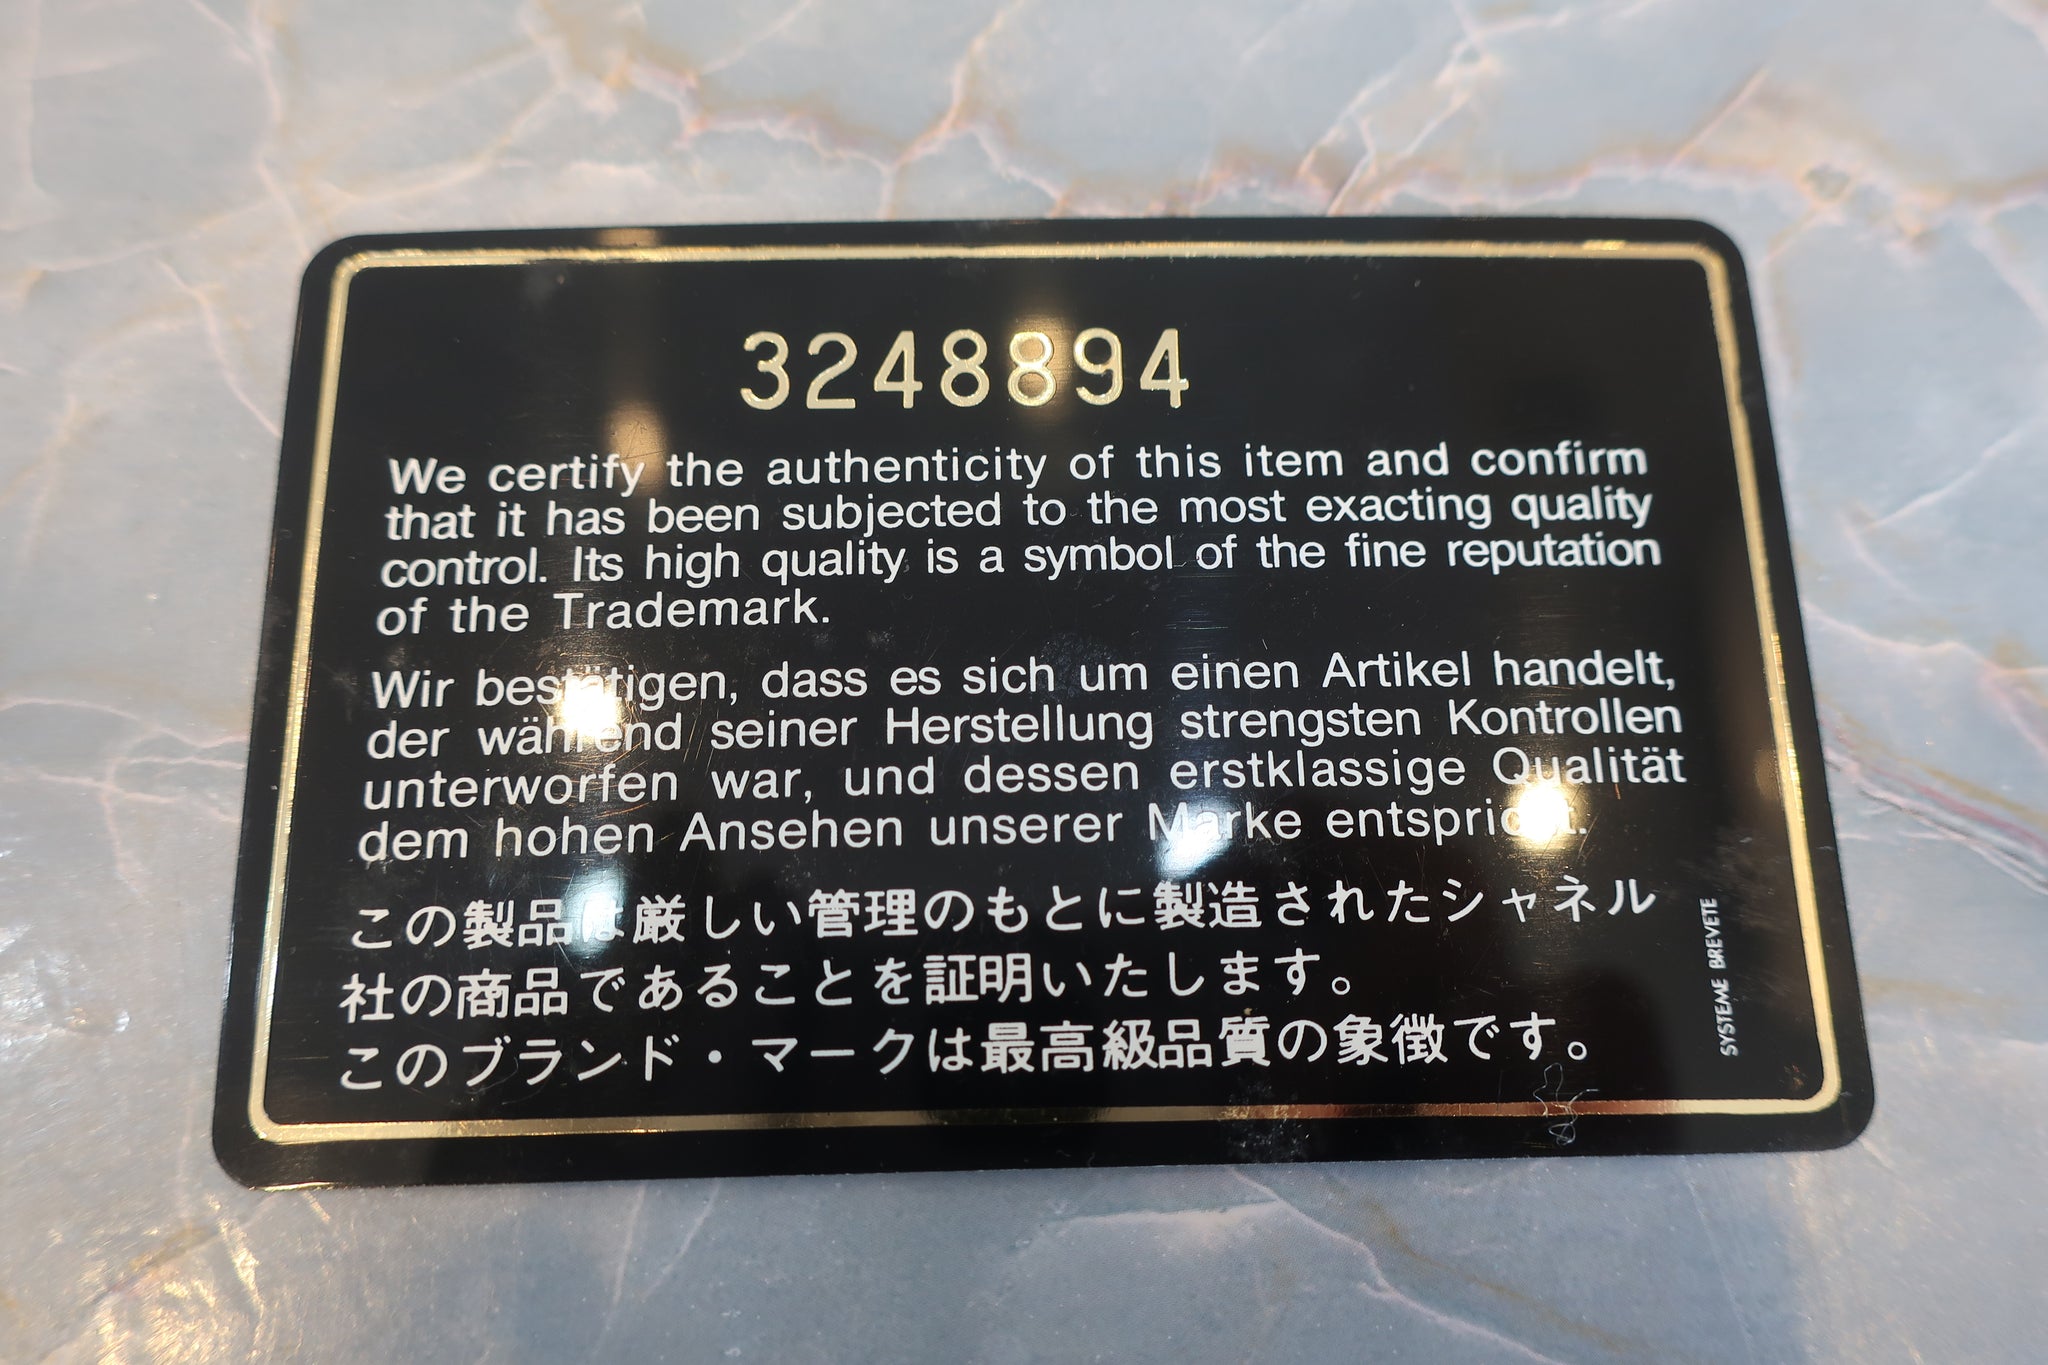 3248894
We certify the authenticity of this item and confirm
that it has been subjected to the most exacting quality
control. Its high quality is a symbol of the fine reputation
of the Trademark.
Wir bestätigen, dass es sich um einen Artikel handelt,
der während seiner Herstellung strengsten Kontrollen
unterworfen war, und dessen erstklassige Qualität
dem hohen Ansehen unserer Marke entspricht.
この製品は厳しい管理のもとに製造されたシャネル
社の商品であることを証明いたします。
このブランド・マークは最高級品質の象徴です。
SYSTEME BREVETE